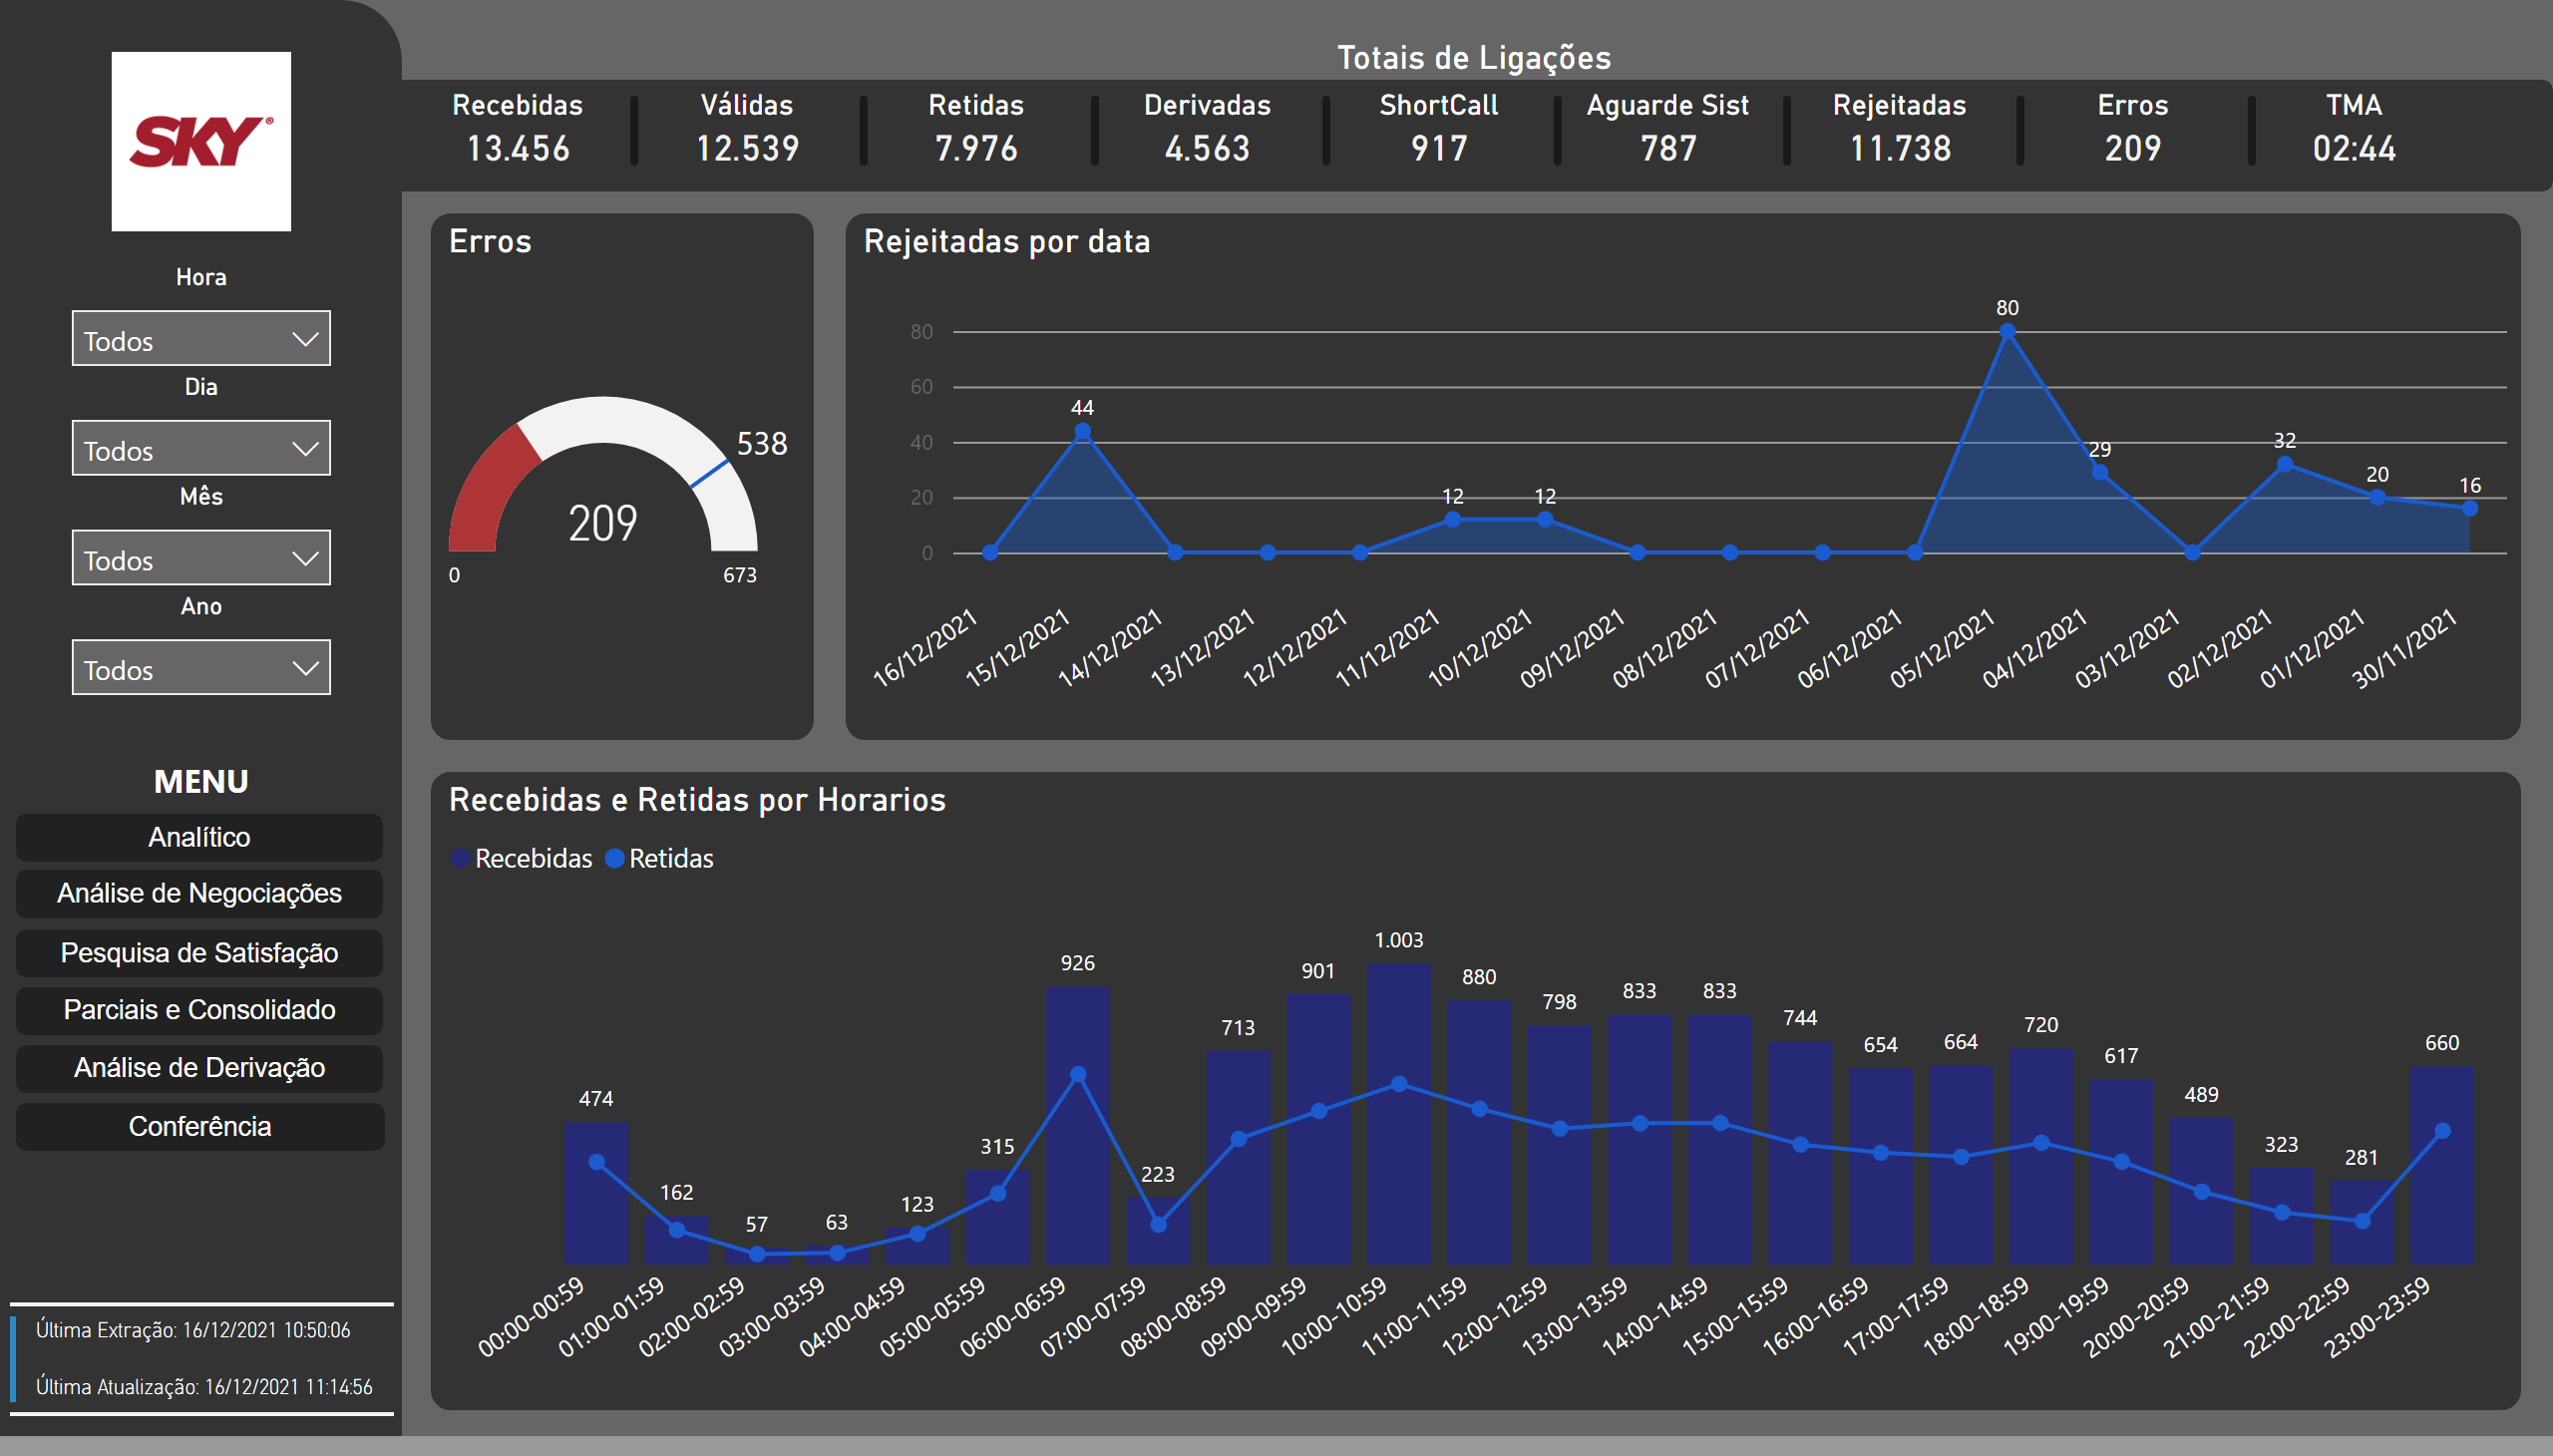 SKY®
Hora
Todos
Dia
Todos
Mês
Todos
Ano
Todos
MENU
Analítico
Análise de Negociações
Pesquisa de Satisfação
Parciais e Consolidado
Análise de Derivação
Conferência
Última Extração: 16/12/2021 10:50:06
Última Atualização: 16/12/2021 11:14:56
Totais de Ligações
Recebidas Válidas Retidas Derivadas ShortCall Aguarde Sist Rejeitadas Erros TMA
13.456 12.539 7.976 4.563 917 787 11.738 209 02:44
Erros
538
209
0 673
Rejeitadas por data
80
60
40
20
0
44 12 12 80 29 32 20 16
16/12/2021 15/12/2021 14/12/2021 13/12/2021 12/12/2021 11/12/2021 10/12/2021 09/12/2021 08/12/2021 07/12/2021 06/12/2021 05/12/2021 04/12/2021 03/12/2021 02/12/2021 01/12/2021 30/11/2021
Recebidas e Retidas por Horarios
Recebidas Retidas
474 162 57 63 123 315 926 223 713 901 1.003 880 798 833 833 744 654 664 720 617 489 323 281 660
00:00-00:59 01:00-01:59 02:00-02:59 03:00-03:59 04:00-04:59 05:00-05:59 06:00-06:59 07:00-07:59 08:00-08:59 09:00-09:59 10:00-10:59 11:00-11:59 12:00-12:59 13:00-13:59 14:00-14:59 15:00-15:59 16:00-16:59 17:00-17:59 18:00-18:59 19:00-19:59 20:00-20:59 21:00-21:59 22:00-22:59 23:00-23:59